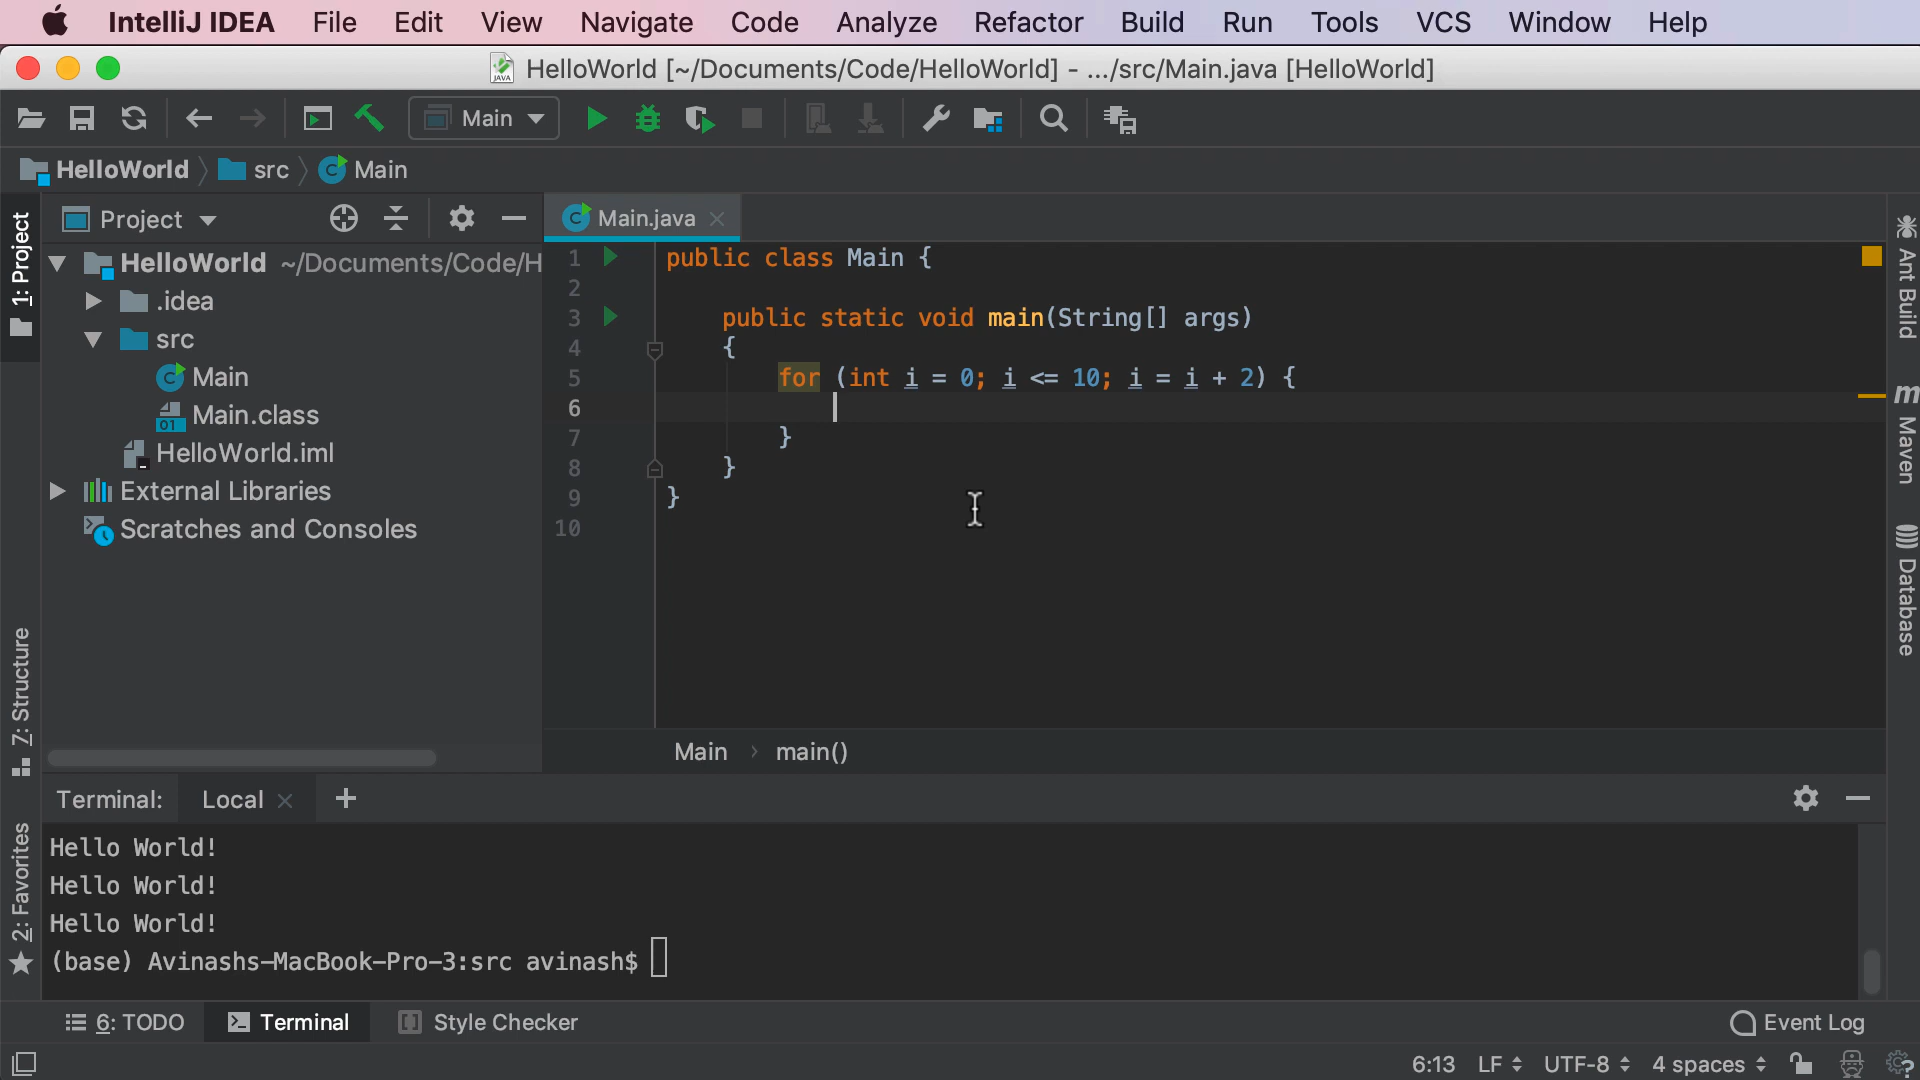 IntelliJ IDEA File Edit View Navigate Code Analyze Refactor Build Run Tools VCS Window Help
HelloWorld [~/Documents/Code/HelloWorld] - .../src/Main.java [HelloWorld]
Main
HelloWorld src Main
1: Project
Project
Main.java
HelloWorld ~/Documents/Code/H
.idea
src
Main
Main.class
HelloWorld.iml
External Libraries
Scratches and Consoles
1 public class Main {
2
3 public static void main(String[] args)
4 {
5 for (int i = 0; i <= 10; i = i + 2) {
6
7 }
8 }
9 }
10
Main › main()
Ant Build
Maven
Database
7: Structure
2: Favorites
Terminal: Local
Hello World!
Hello World!
Hello World!
(base) Avinashs-MacBook-Pro-3:src avinash$
6: TODO Terminal Style Checker Event Log
6:13 LF UTF-8 4 spaces